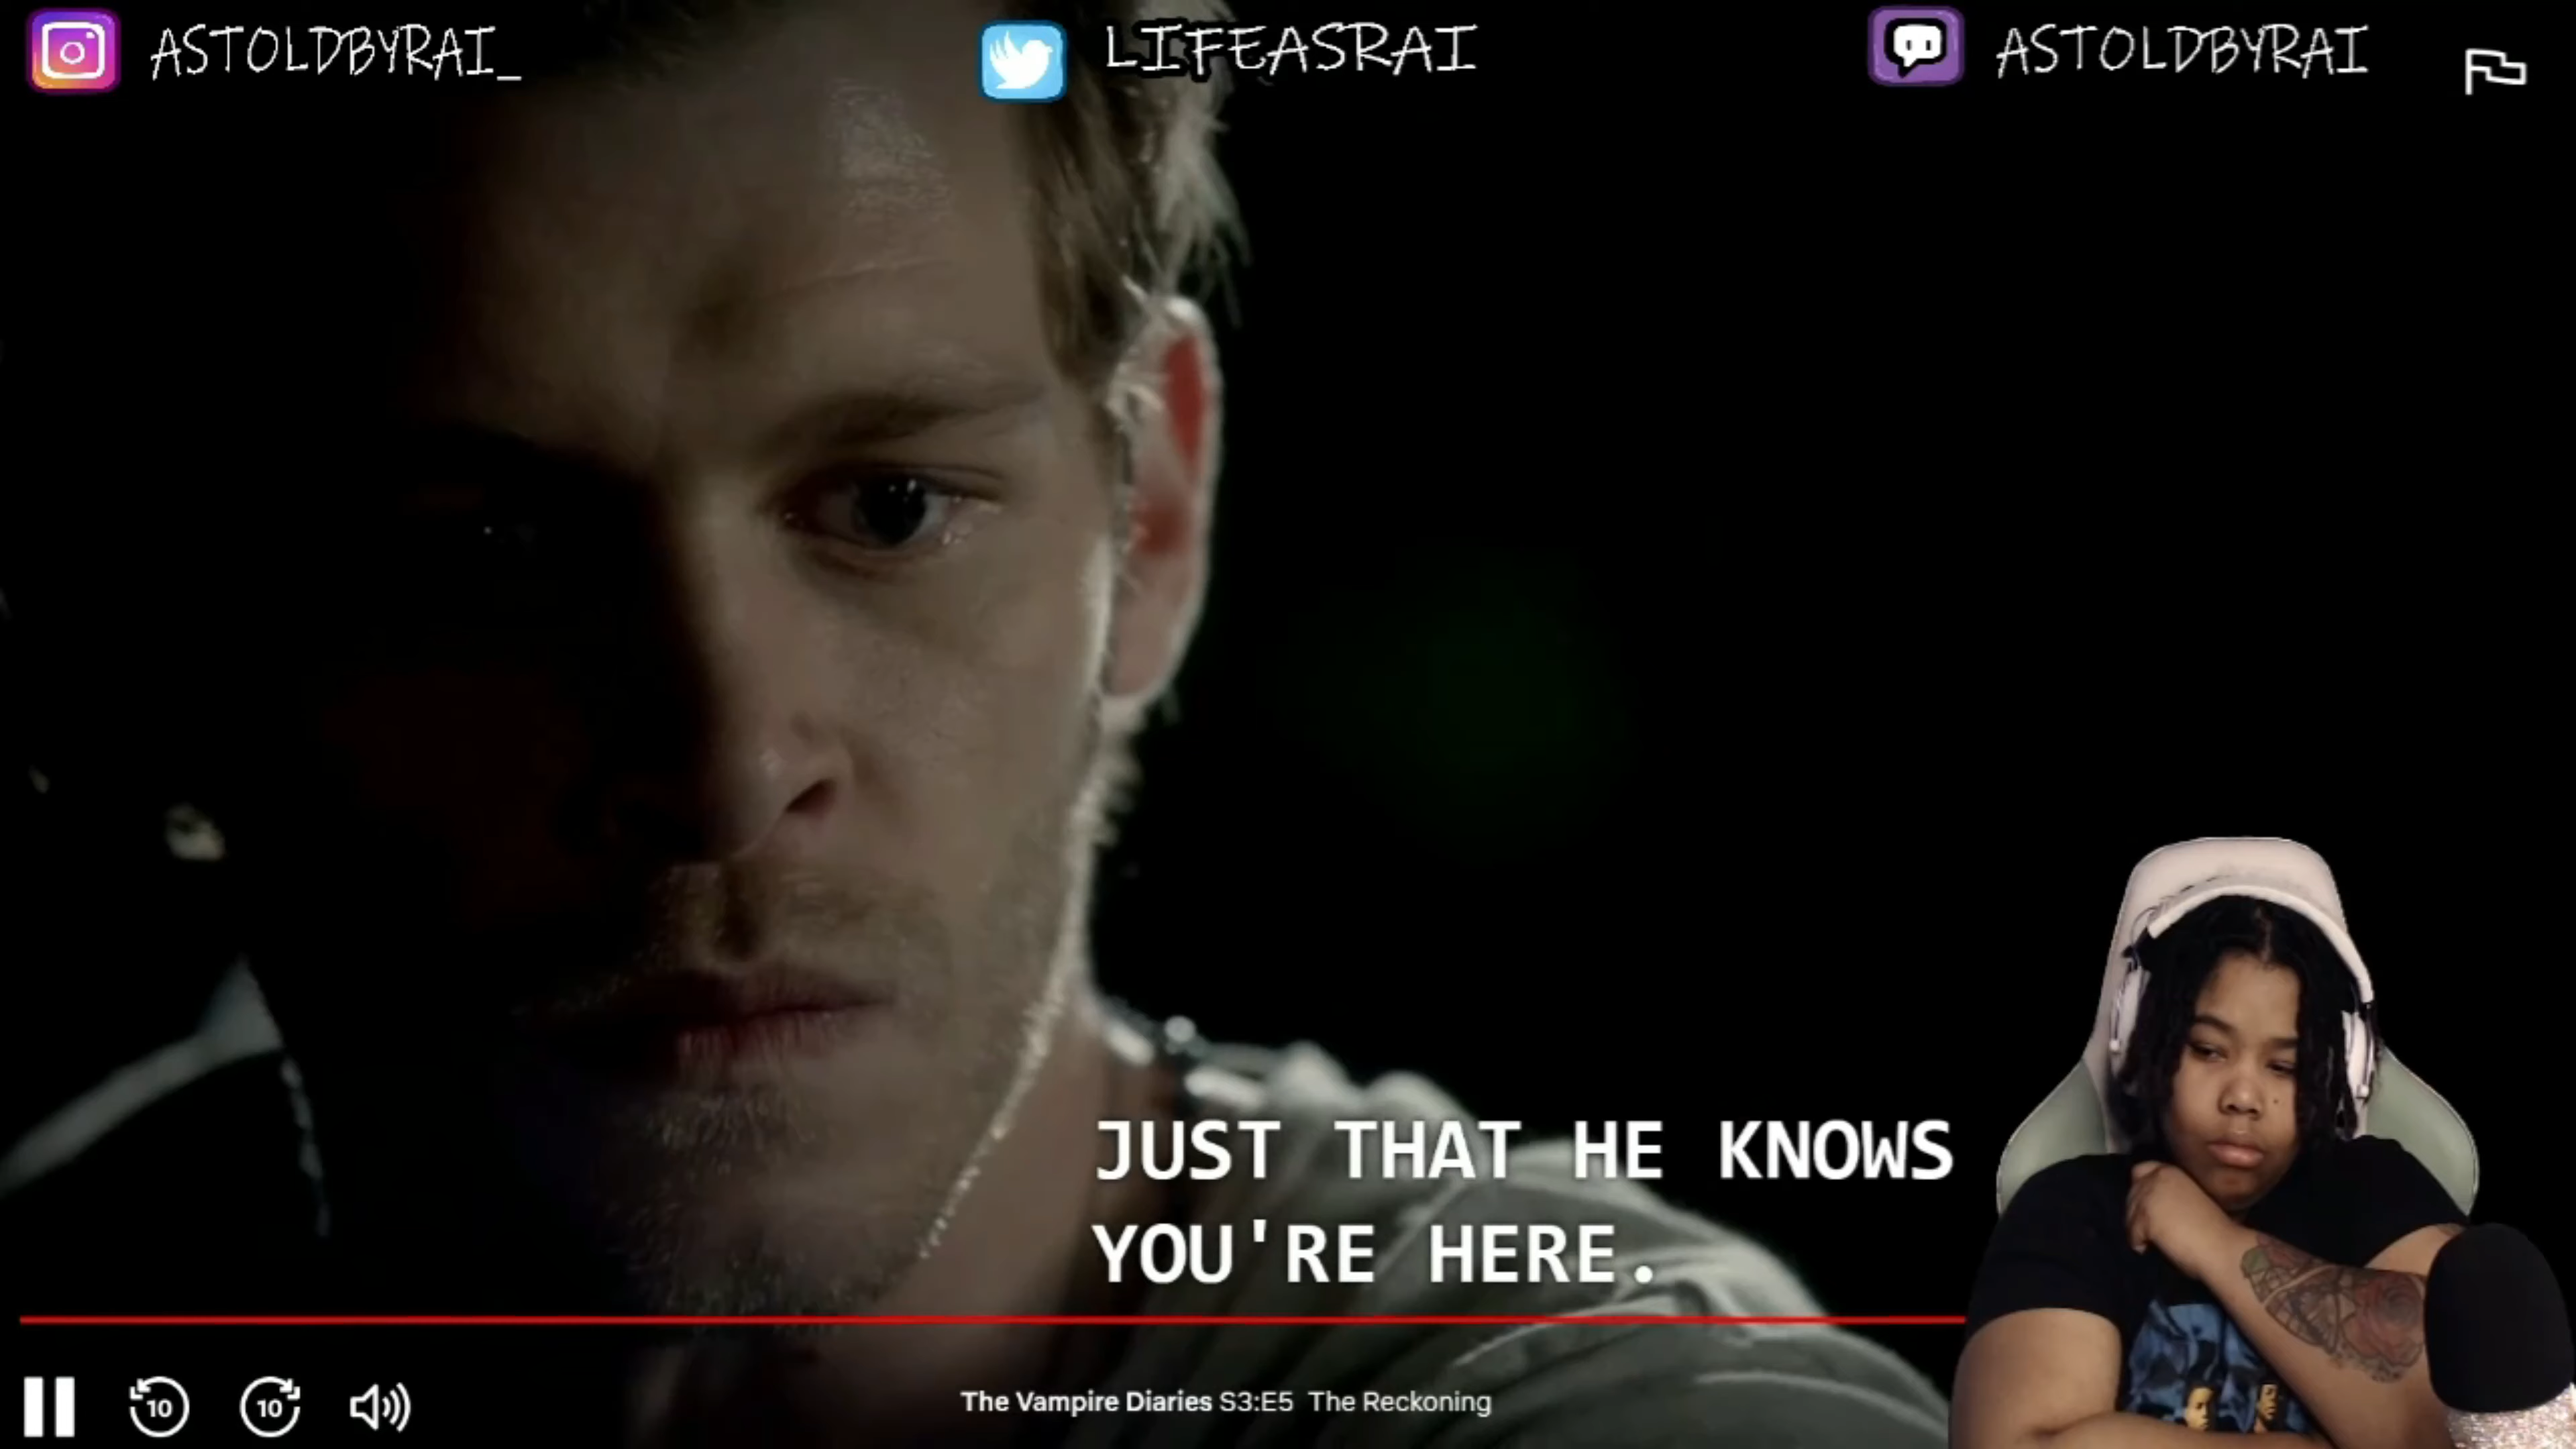 ASTOLDBYRAI_
LIFEASRAI
ASTOLDBYRAI
JUST THAT HE KNOWS
YOU'RE HERE.
10
10
The Vampire Diaries S3:E5 The Reckoning